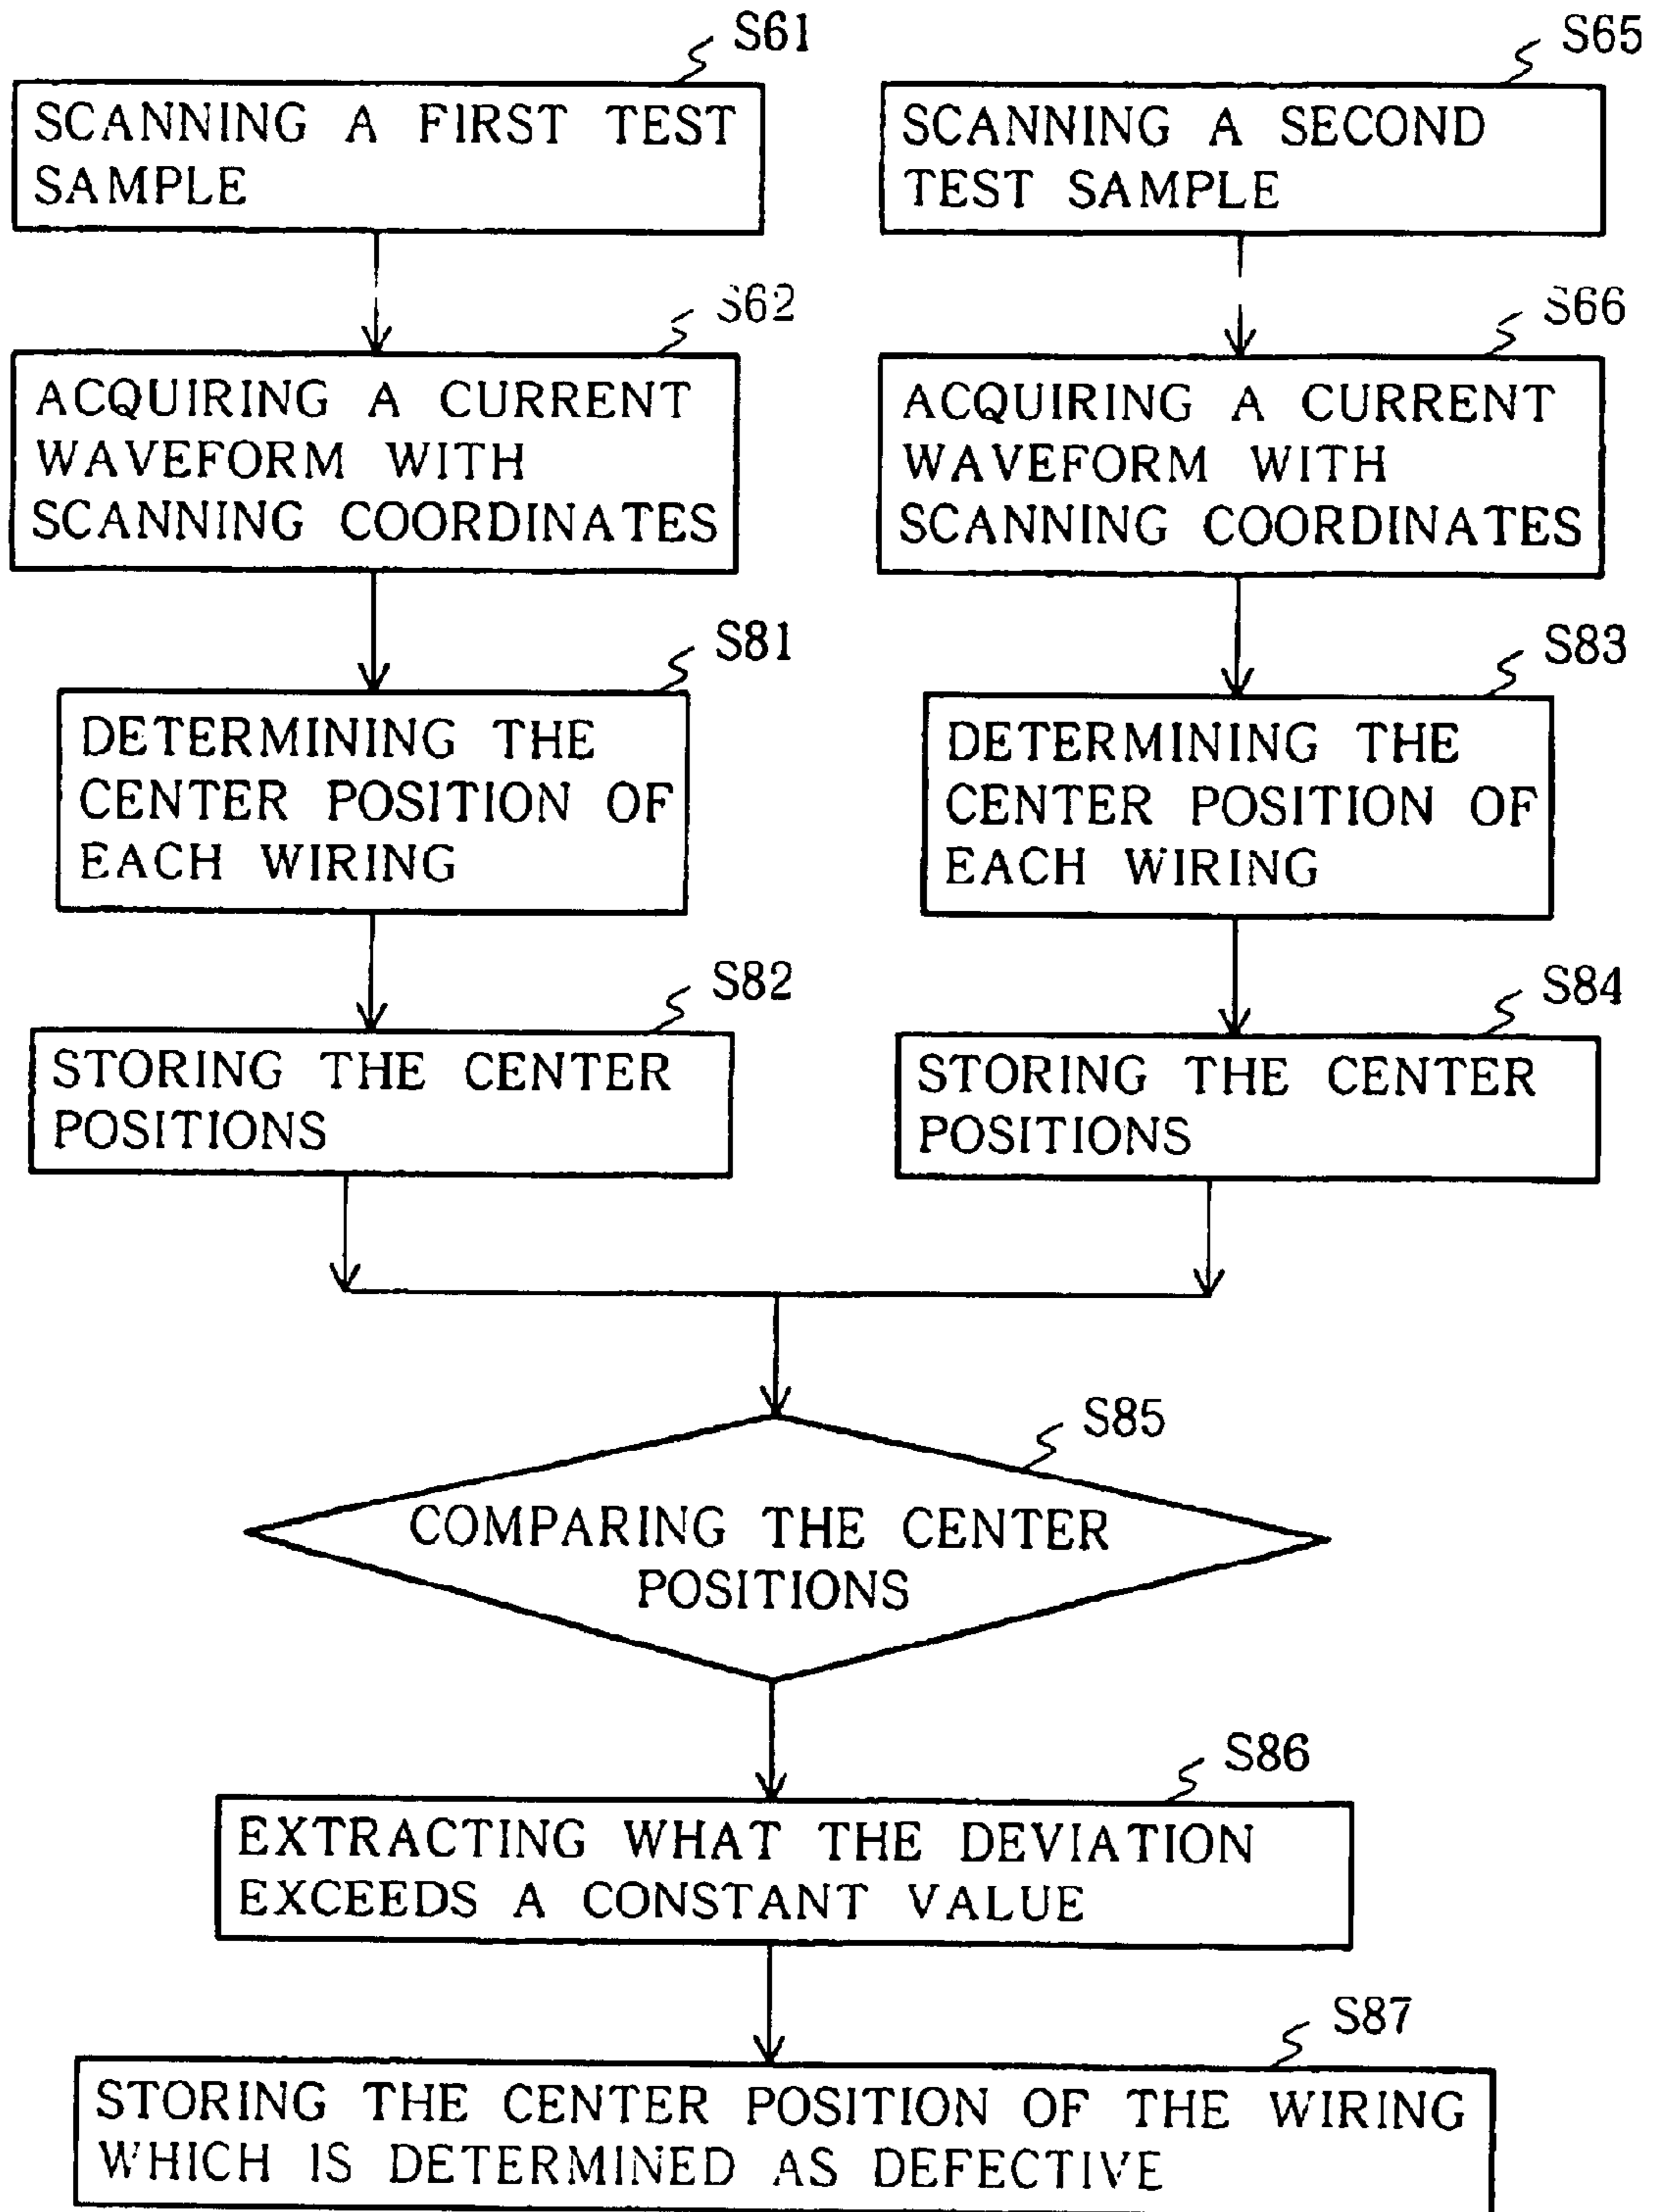 S61
SCANNING A FIRST TEST
SAMPLE
S62
ACQUIRING A CURRENT
WAVEFORM WITH
SCANNING COORDINATES
S81
DETERMINING THE
CENTER POSITION OF
EACH WIRING
S82
STORING THE CENTER
POSITIONS
S65
SCANNING A SECOND
TEST SAMPLE
S66
ACQUIRING A CURRENT
WAVEFORM WITH
SCANNING COORDINATES
S83
DETERMINING THE
CENTER POSITION OF
EACH WIRING
S84
STORING THE CENTER
POSITIONS
S85
COMPARING THE CENTER
POSITIONS
S86
EXTRACTING WHAT THE DEVIATION
EXCEEDS A CONSTANT VALUE
S87
STORING THE CENTER POSITION OF THE WIRING
WHICH IS DETERMINED AS DEFECTIVE